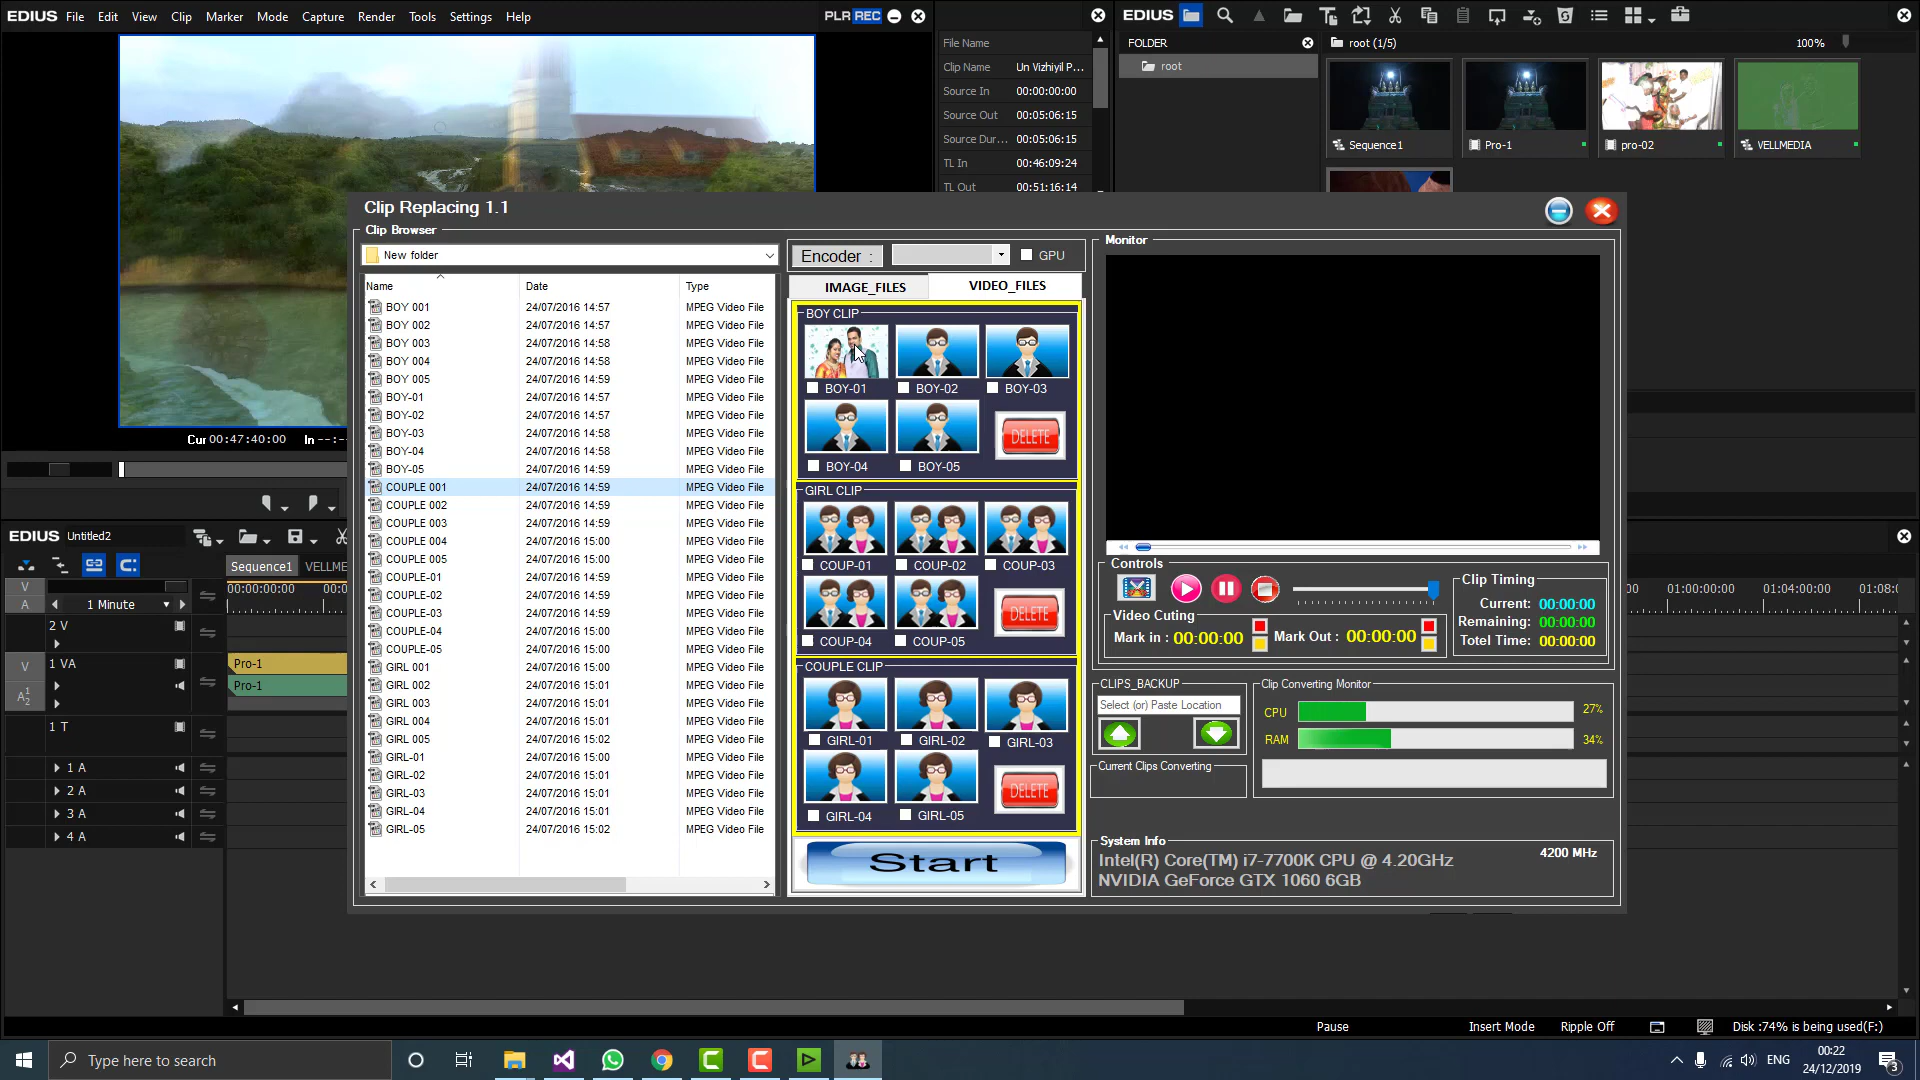 EDIUS File Edit View Clip Marker Mode Capture Render Tools Settings Help PLR REC
File Name
Clip Name Un Vizhiyil P...
Source In 00:00:00:00
Source Out 00:05:06:15
Source Dur... 00:05:06:15
TL In 00:46:09:24
TL Out 00:51:16:14
EDIUS
FOLDER
root
root (1/5) 100%
Sequence1 Pro-1 pro-02 VELLMEDIA
Cur 00:47:40:00 In --:-
Clip Replacing 1.1
Clip Browser
New folder
Name Date Type
BOY 001 24/07/2016 14:57 MPEG Video File
BOY 002 24/07/2016 14:57 MPEG Video File
BOY 003 24/07/2016 14:58 MPEG Video File
BOY 004 24/07/2016 14:58 MPEG Video File
BOY 005 24/07/2016 14:59 MPEG Video File
BOY-01 24/07/2016 14:57 MPEG Video File
BOY-02 24/07/2016 14:57 MPEG Video File
BOY-03 24/07/2016 14:58 MPEG Video File
BOY-04 24/07/2016 14:58 MPEG Video File
BOY-05 24/07/2016 14:59 MPEG Video File
COUPLE 001 24/07/2016 14:59 MPEG Video File
COUPLE 002 24/07/2016 14:59 MPEG Video File
COUPLE 003 24/07/2016 14:59 MPEG Video File
COUPLE 004 24/07/2016 15:00 MPEG Video File
COUPLE 005 24/07/2016 15:00 MPEG Video File
COUPLE-01 24/07/2016 14:59 MPEG Video File
COUPLE-02 24/07/2016 14:59 MPEG Video File
COUPLE-03 24/07/2016 14:59 MPEG Video File
COUPLE-04 24/07/2016 15:00 MPEG Video File
COUPLE-05 24/07/2016 15:00 MPEG Video File
GIRL 001 24/07/2016 15:00 MPEG Video File
GIRL 002 24/07/2016 15:01 MPEG Video File
GIRL 003 24/07/2016 15:01 MPEG Video File
GIRL 004 24/07/2016 15:01 MPEG Video File
GIRL 005 24/07/2016 15:02 MPEG Video File
GIRL-01 24/07/2016 15:00 MPEG Video File
GIRL-02 24/07/2016 15:01 MPEG Video File
GIRL-03 24/07/2016 15:01 MPEG Video File
GIRL-04 24/07/2016 15:01 MPEG Video File
GIRL-05 24/07/2016 15:02 MPEG Video File
Encoder : GPU
IMAGE_FILES VIDEO_FILES
BOY CLIP
BOY-01 BOY-02 BOY-03
BOY-04 BOY-05 DELETE
GIRL CLIP
COUP-01 COUP-02 COUP-03
COUP-04 COUP-05 DELETE
COUPLE CLIP
GIRL-01 GIRL-02 GIRL-03
GIRL-04 GIRL-05 DELETE
Start
Monitor
Controls
Video Cuting
Mark in : 00:00:00 Mark Out : 00:00:00
Clip Timing
Current: 00:00:00
Remaining: 00:00:00
Totel Time: 00:00:00
CLIPS_BACKUP
Select (or) Paste Location
Current Clips Converting
Clip Converting Monitor
CPU 27%
RAM 34%
System Info
Intel(R) Core(TM) i7-7700K CPU @ 4.20GHz 4200 MHz
NVIDIA GeForce GTX 1060 6GB
EDIUS Untitled2
Sequence1 VELLME
V
A 1 Minute 00:00:00:00 00:0 00 01:00:00:00 01:04:00:00 01:08:
2 V
V 1 VA Pro-1
A 1 2 Pro-1
1 T
1 A
2 A
3 A
4 A
Pause Insert Mode Ripple Off Disk :74% is being used(F:)
Type here to search
ENG 00:22
24/12/2019 3